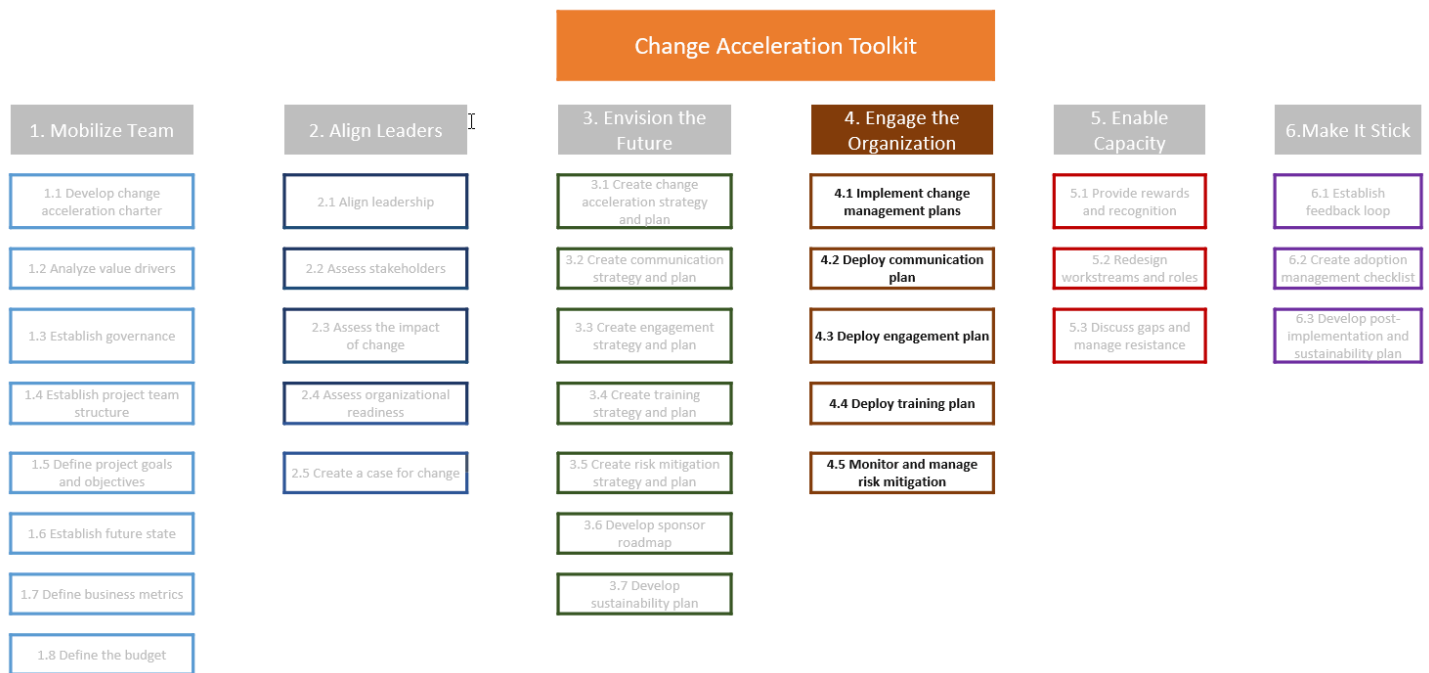 Change Acceleration Toolkit
1. Mobilize Team
1.1 Develop change
acceleration charter
1.2 Analyze value drivers
1.3 Establish governance
1.4 Establish project team
structure
1.5 Define project goals
and objectives
1.6 Establish future state
1.7 Define business metrics
1.8 Define the budget
2. Align Leaders
2.1 Align leadership
2.2 Assess stakeholders
2.3 Assess the impact
of change
2.4 Assess organizational
readiness
2.5 Create a case for change
3. Envision the
Future
3.1 Create change
acceleration strategy
and plan
3.2 Create communication
strategy and plan
3.3 Create engagement
strategy and plan
3.4 Create training
strategy and plan
3.5 Create risk mitigation
strategy and plan
3.6 Develop sponsor
roadmap
3.7 Develop
sustainability plan
4. Engage the
Organization
4.1 Implement change
management plans
4.2 Deploy communication
plan
4.3 Deploy engagement plan
4.4 Deploy training plan
4.5 Monitor and manage
risk mitigation
5. Enable
Capacity
5.1 Provide rewards
and recognition
5.2 Redesign
workstreams and roles
5.3 Discuss gaps and
manage resistance
6.Make It Stick
6.1 Establish
feedback loop
6.2 Create adoption
management checklist
6.3 Develop post-
implementation and
sustainability plan